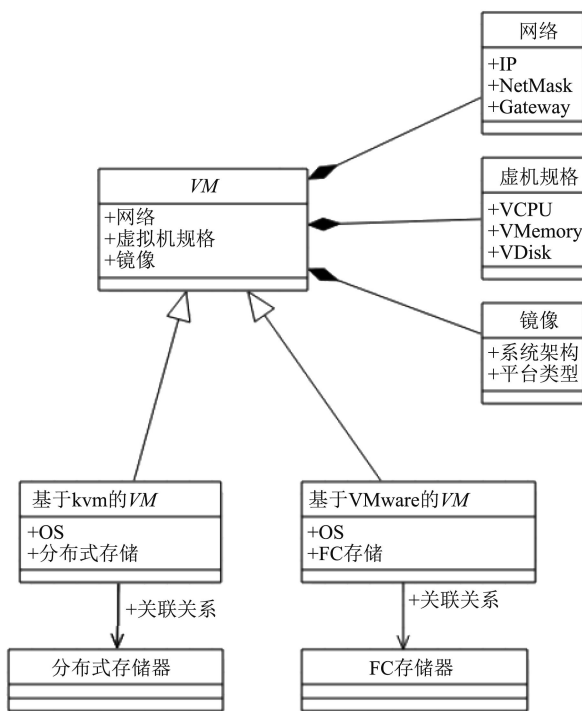 网络
+IP
+NetMask
+Gateway
VM
+网络
+虚拟机规格
+镜像
虚机规格
+VCPU
+VMemory
+VDisk
镜像
+系统架构
+平台类型
基于kvm的VM
+OS
+分布式存储
基于VMware的VM
+OS
+FC存储
+关联关系
+关联关系
分布式存储器
FC存储器